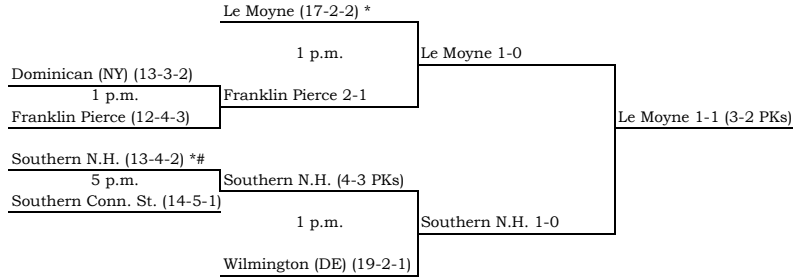 Le Moyne (17-2-2) *
1 p.m.
Le Moyne 1-0
Dominican (NY) (13-3-2)
1 p.m.
Franklin Pierce 2-1
Franklin Pierce (12-4-3)
Le Moyne 1-1 (3-2 PKs)
Southern N.H. (13-4-2) *#
5 p.m.
Southern N.H. (4-3 PKs)
Southern Conn. St. (14-5-1)
1 p.m.
Southern N.H. 1-0
Wilmington (DE) (19-2-1)